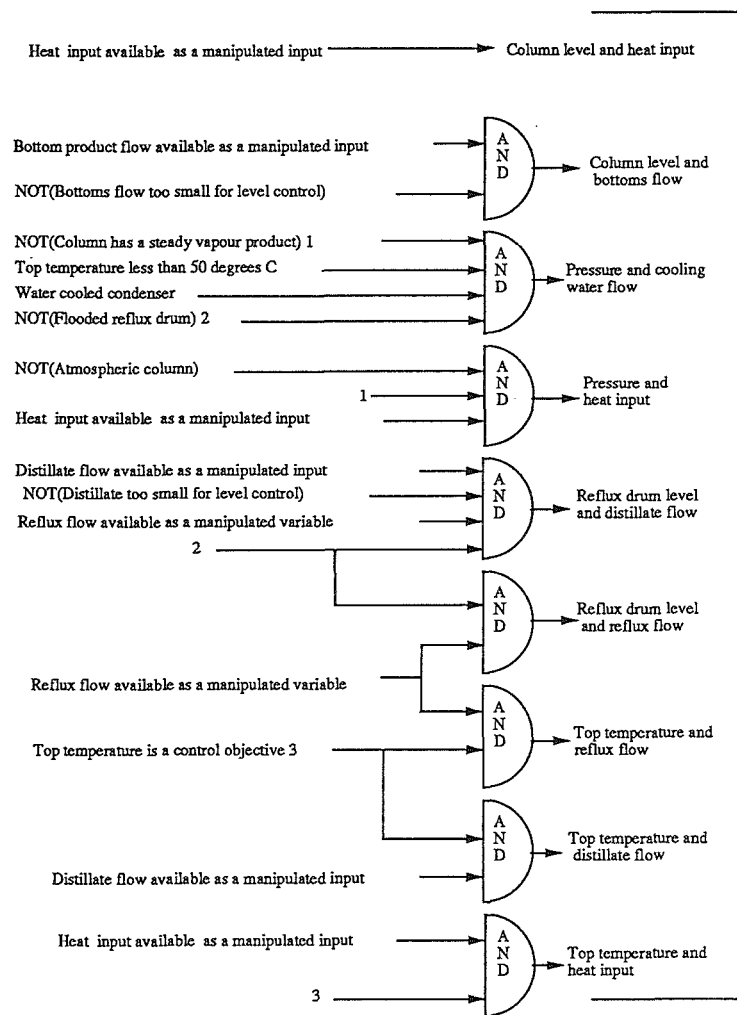 Heat input available as a manipulated input
Column level and heat input
Bottom product flow available as a manipulated input
NOT(Bottoms flow too small for level control)
A
N
D
Column level and
bottoms flow
NOT(Column has a steady vapour product) 1
Top temperature less than 50 degrees C
Water cooled condenser
NOT(Flooded reflux drum) 2
A
N
D
Pressure and cooling
water flow
NOT(Atmospheric column)
1
Heat input available as a manipulated input
A
N
D
Pressure and
heat input
Distillate flow available as a manipulated input
NOT(Distillate too small for level control)
Reflux flow available as a manipulated variable
2
A
N
D
Reflux drum level
and distillate flow
A
N
D
Reflux drum level
and reflux flow
Reflux flow available as a manipulated variable
Top temperature is a control objective 3
A
N
D
Top temperature and
reflux flow
A
N
D
Top temperature and
distillate flow
Distillate flow available as a manipulated input
Heat input available as a manipulated input
3
A
N
D
Top temperature and
heat input